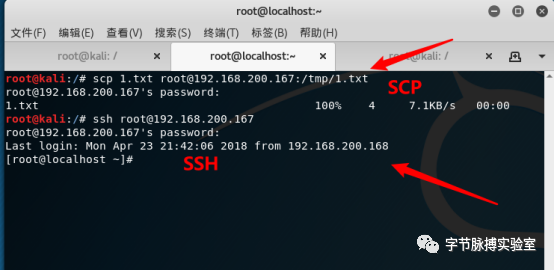 root@localhost:~
文件(F) 编辑(E) 查看(V) 搜索(S) 终端(T) 标签(B) 帮助(H)
root@kali: / × root@localhost:~ × root@kali: / ×
root@kali:/# scp 1.txt root@192.168.200.167:/tmp/1.txt
root@192.168.200.167's password:
SCP
1.txt 100% 4 7.1KB/s 00:00
root@kali:/# ssh root@192.168.200.167
root@192.168.200.167's password:
Last login: Mon Apr 23 21:42:06 2018 from 192.168.200.168
[root@localhost ~]#
SSH
字节脉搏实验室